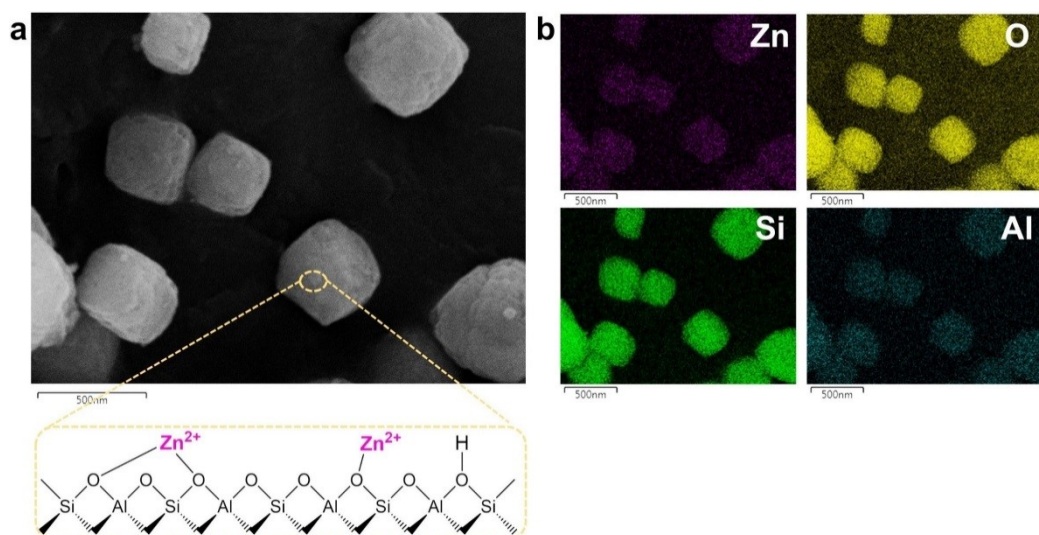 a
500nm
Zn²⁺ Zn²⁺ H
O O O O O O O O
Si Al Si Al Si Al Si Al Si
b
Zn
500nm
O
500nm
Si
500nm
Al
500nm